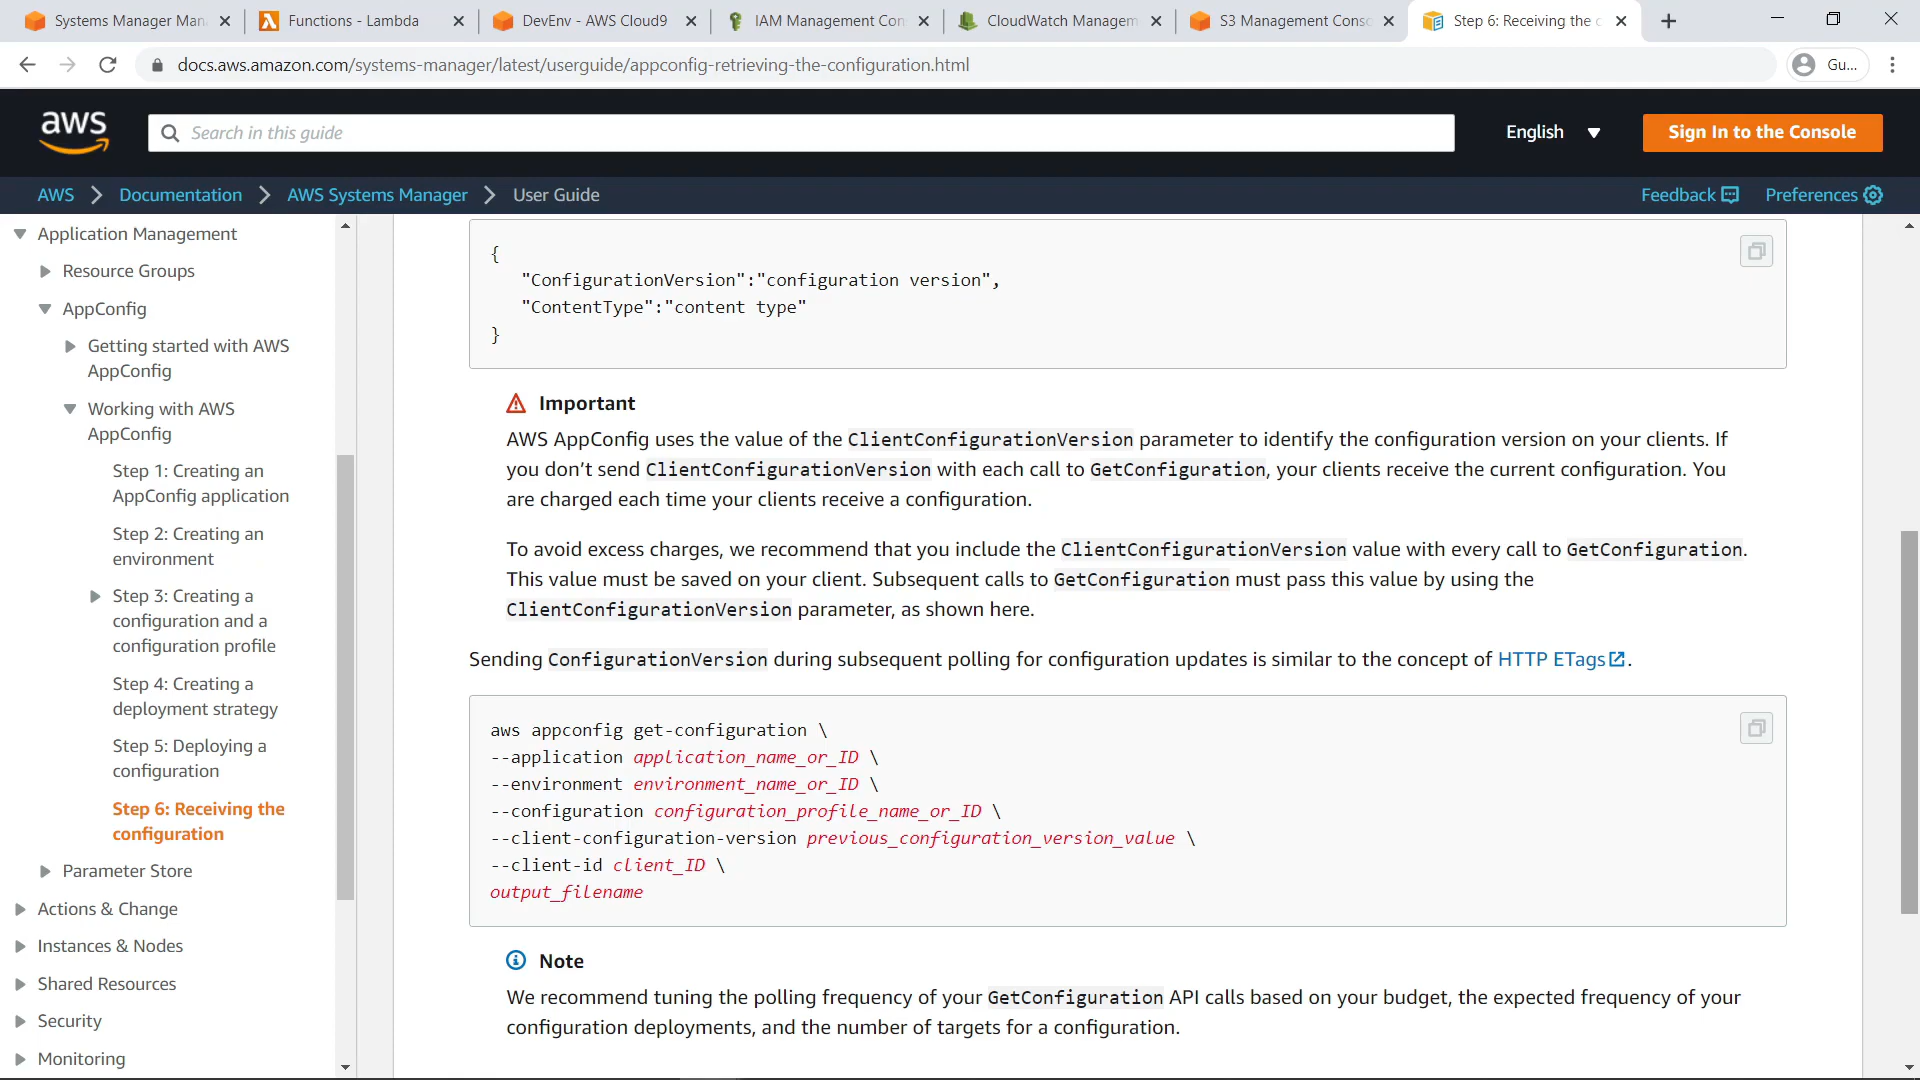 Systems Manager Man
Functions - Lambda
DevEnv - AWS Cloud9
IAM Management Con
CloudWatch Managem
S3 Management Conso
Step 6: Receiving the c
docs.aws.amazon.com/systems-manager/latest/userguide/appconfig-retrieving-the-configuration.html
Gu...
aws
Search in this guide
English
Sign In to the Console
AWS
Documentation
AWS Systems Manager
User Guide
Feedback
Preferences
Application Management
Resource Groups
AppConfig
Getting started with AWS
AppConfig
Working with AWS
AppConfig
Step 1: Creating an
AppConfig application
Step 2: Creating an
environment
Step 3: Creating a
configuration and a
configuration profile
Step 4: Creating a
deployment strategy
Step 5: Deploying a
configuration
Step 6: Receiving the
configuration
Parameter Store
Actions & Change
Instances & Nodes
Shared Resources
Security
Monitoring
{
"ConfigurationVersion":"configuration version",
"ContentType":"content type"
}
Important
AWS AppConfig uses the value of the ClientConfigurationVersion parameter to identify the configuration version on your clients. If
you don’t send ClientConfigurationVersion with each call to GetConfiguration, your clients receive the current configuration. You
are charged each time your clients receive a configuration.
To avoid excess charges, we recommend that you include the ClientConfigurationVersion value with every call to GetConfiguration.
This value must be saved on your client. Subsequent calls to GetConfiguration must pass this value by using the
ClientConfigurationVersion parameter, as shown here.
Sending ConfigurationVersion during subsequent polling for configuration updates is similar to the concept of HTTP ETags.
aws appconfig get-configuration \
--application application_name_or_ID \
--environment environment_name_or_ID \
--configuration configuration_profile_name_or_ID \
--client-configuration-version previous_configuration_version_value \
--client-id client_ID \
output_filename
Note
We recommend tuning the polling frequency of your GetConfiguration API calls based on your budget, the expected frequency of your
configuration deployments, and the number of targets for a configuration.